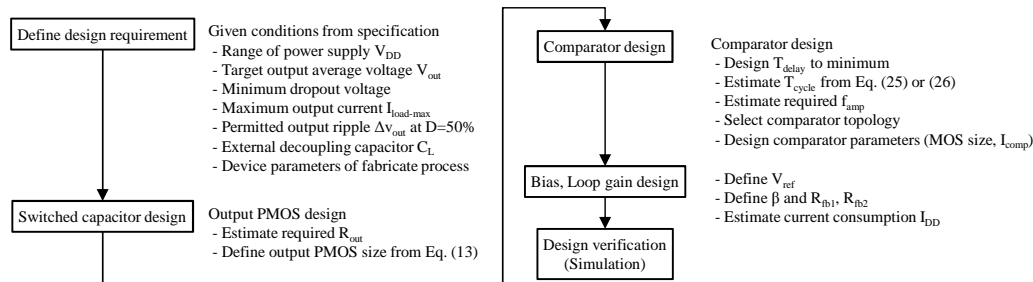 Define design requirement
Given conditions from specification
- Range of power supply V_DD
- Target output average voltage V_out
- Minimum dropout voltage
- Maximum output current I_load-max
- Permitted output ripple Δv_out at D=50%
- External decoupling capacitor C_L
- Device parameters of fabricate process
Switched capacitor design
Output PMOS design
- Estimate required R_out
- Define output PMOS size from Eq. (13)
Comparator design
Comparator design
- Design T_delay to minimum
- Estimate T_cycle from Eq. (25) or (26)
- Estimate required f_amp
- Select comparator topology
- Design comparator parameters (MOS size, I_comp)
Bias, Loop gain design
- Define V_ref
- Define β and R_fb1, R_fb2
- Estimate current consumption I_DD
Design verification
(Simulation)